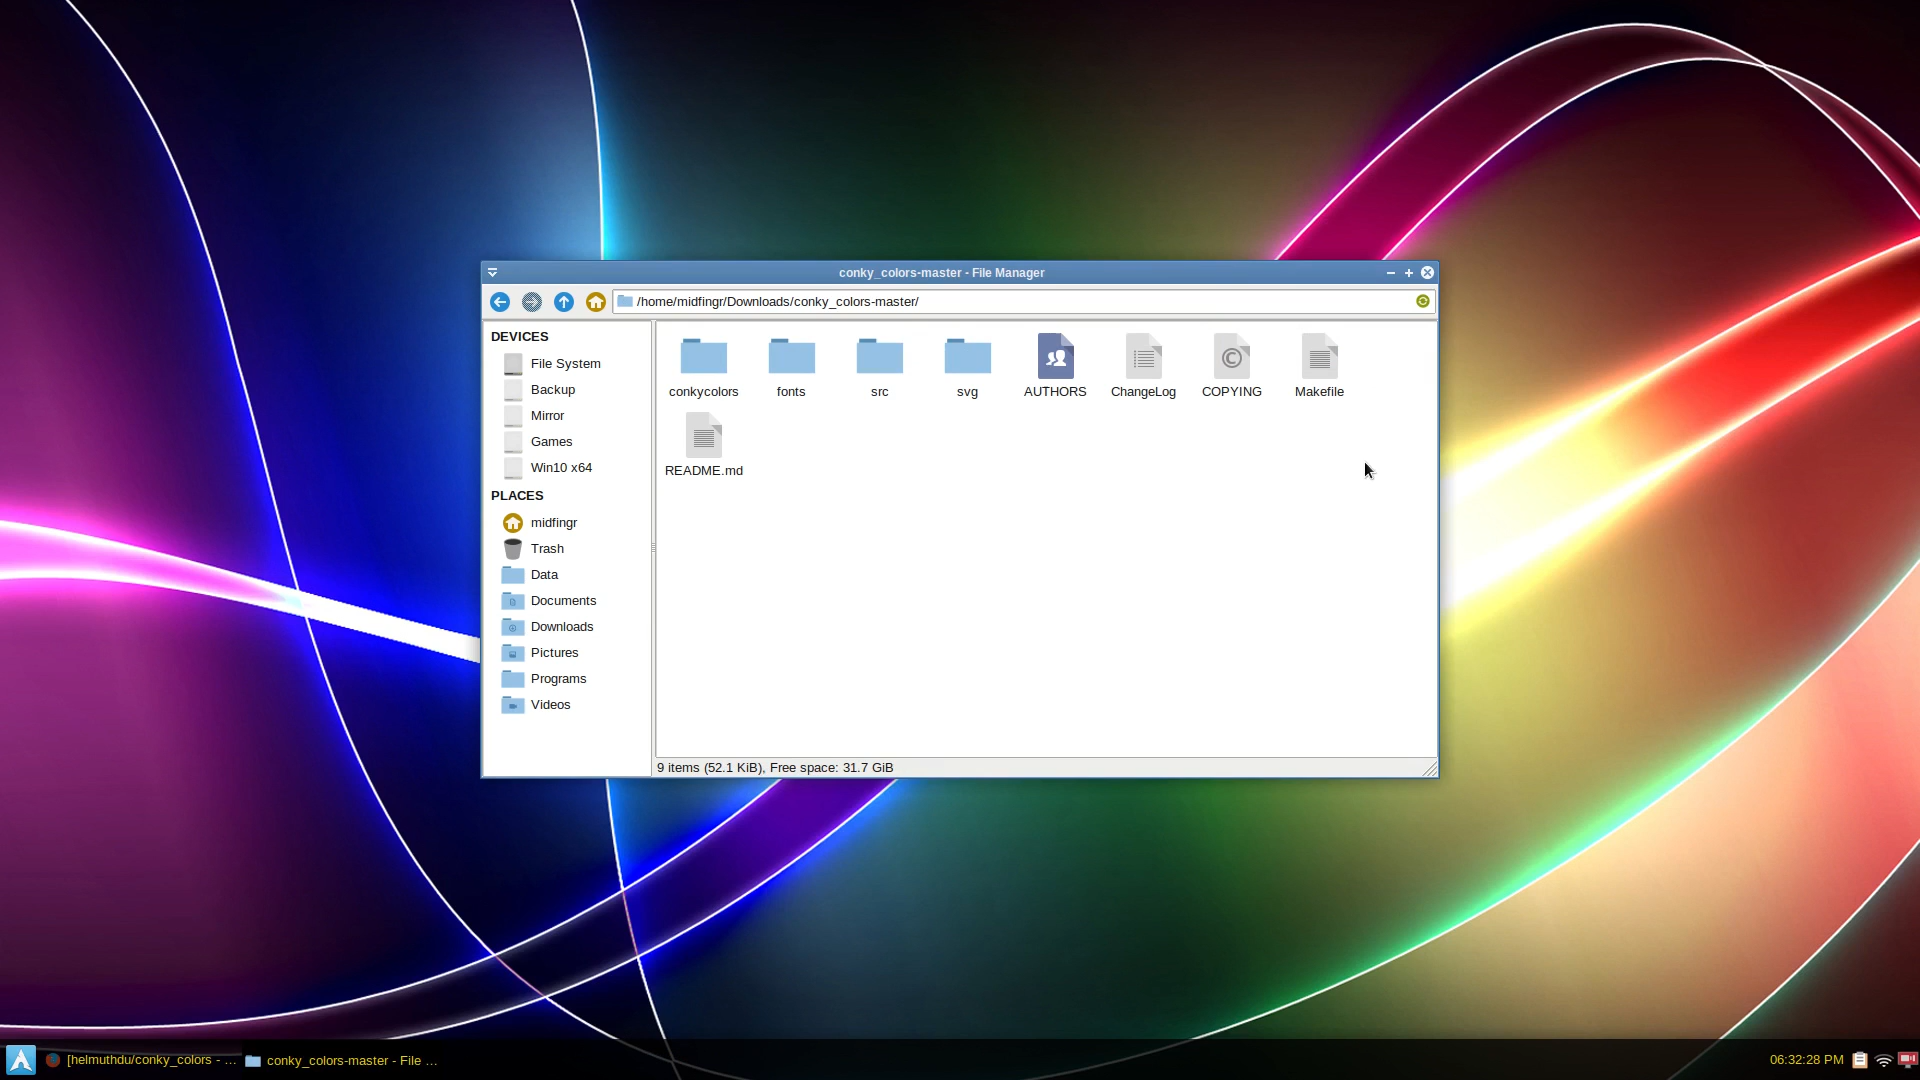 conky_colors-master - File Manager
/home/midfingr/Downloads/conky_colors-master/
DEVICES
File System
Backup
Mirror
Games
Win10 x64
PLACES
midfingr
Trash
Data
Documents
Downloads
Pictures
Programs
Videos
conkycolors
fonts
src
svg
AUTHORS
ChangeLog
COPYING
Makefile
README.md
9 items (52.1 KiB), Free space: 31.7 GiB
[helmuthdu/conky_colors - ...
conky_colors-master - File ...
06:32:28 PM